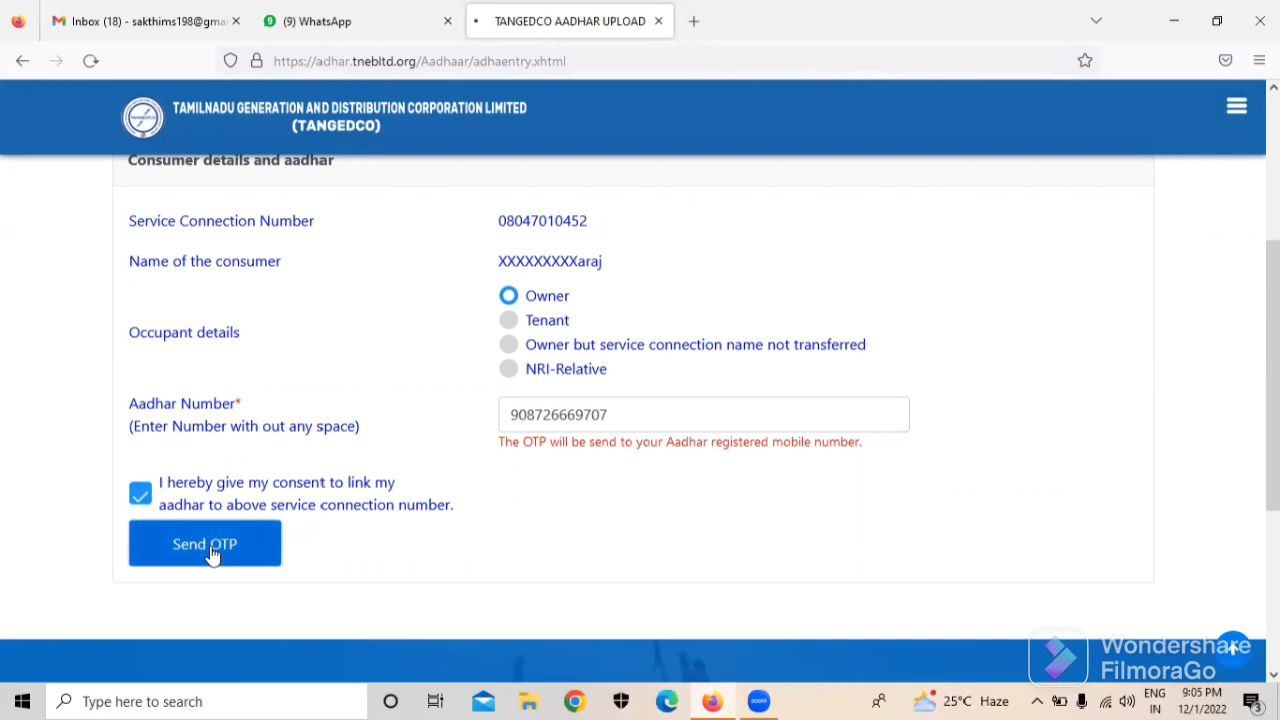 Inbox (18) - sakthims198@gma
(9) WhatsApp
TANGEDCO AADHAR UPLOAD
https://adhar.tnebltd.org/Aadhaar/adhaentry.xhtml
TAMILNADU GENERATION AND DISTRIBUTION CORPORATION LIMITED
(TANGEDCO)
Consumer details and aadhar
Service Connection Number 08047010452
Name of the consumer XXXXXXXXXaraj
Occupant details
Owner
Tenant
Owner but service connection name not transferred
NRI-Relative
Aadhar Number*
(Enter Number with out any space)
908726669707
The OTP will be send to your Aadhar registered mobile number.
I hereby give my consent to link my
aadhar to above service connection number.
Send OTP
Wondershare
FilmoraGo
Type here to search
zoom
25°C Haze
ENG
IN
9:05 PM
12/1/2022
3